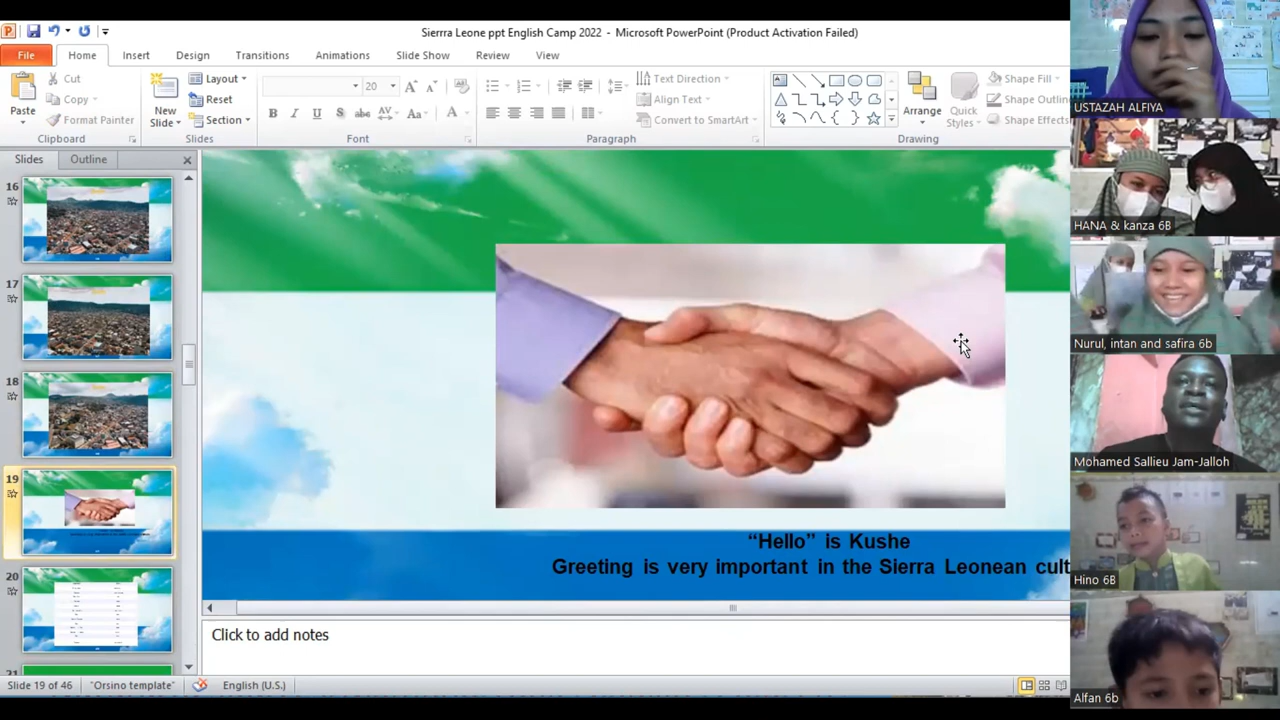 Sierrra Leone ppt English Camp 2022 - Microsoft PowerPoint (Product Activation Failed)
File Home Insert Design Transitions Animations Slide Show Review View
Paste
Cut
Copy
Format Painter
Clipboard
New
Slide
Layout
Reset
Section
Slides
20
B I U S abc AV Aa A
Font
Text Direction
Align Text
Convert to SmartArt
Paragraph
Arrange
Quick
Styles
Shape Fill
Shape Outlin
Shape Effects
Drawing
Slides Outline
16
17
18
19
20
“Hello” is Kushe
Greeting is very important in the Sierra Leonean cult
Click to add notes
Slide 19 of 46 "Orsino template" English (U.S.)
USTAZAH ALFIYA
HANA & kanza 6B
Nurul, intan and safira 6b
Mohamed Sallieu Jam-Jalloh
Hino 6B
Alfan 6b